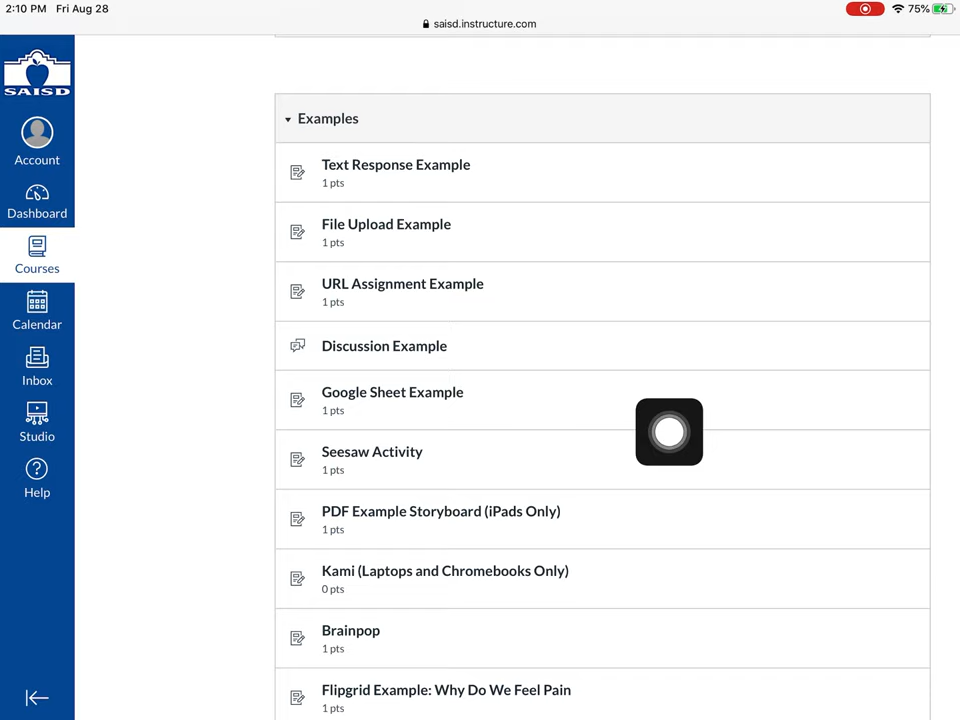 2:10 PM Fri Aug 28
75%
saisd.instructure.com
SAISD
Account
Dashboard
Courses
Calendar
Inbox
Studio
Help
Examples
Text Response Example
1 pts
File Upload Example
1 pts
URL Assignment Example
1 pts
Discussion Example
Google Sheet Example
1 pts
Seesaw Activity
1 pts
PDF Example Storyboard (iPads Only)
1 pts
Kami (Laptops and Chromebooks Only)
0 pts
Brainpop
1 pts
Flipgrid Example: Why Do We Feel Pain
1 pts